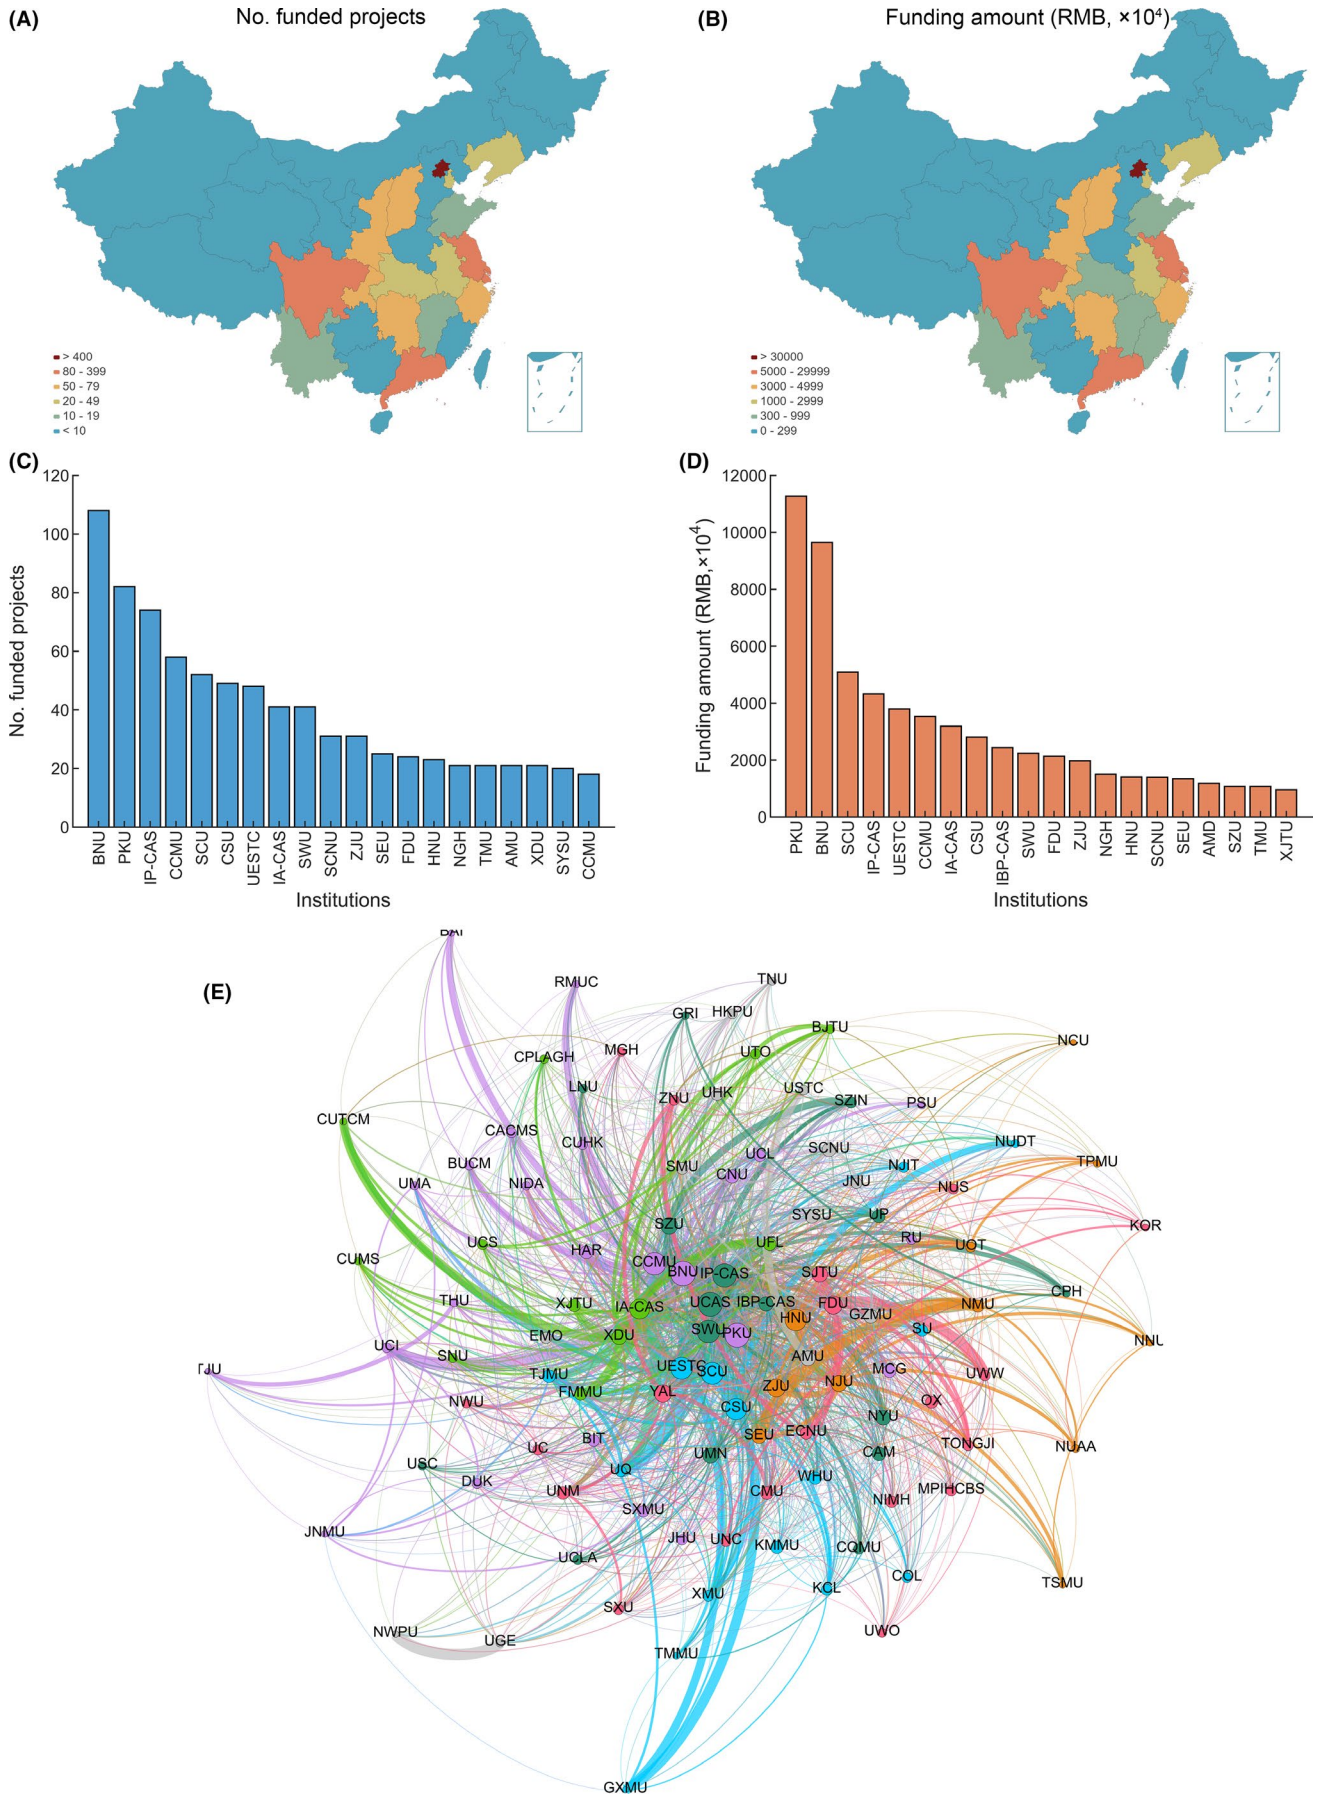 (A) No. funded projects
> 400
80 - 399
50 - 79
20 - 49
10 - 19
< 10
(B) Funding amount (RMB, ×10⁴)
> 30000
5000 - 29999
3000 - 4999
1000 - 2999
300 - 999
0 - 299
(C)
No. funded projects
120
100
80
60
40
20
0
BNU PKU IP-CAS CCMU SCU CSU UESTC IA-CAS SWU SCNU ZJU SEU FDU HNU NGH TMU AMU XDU SYSU CCMU
Institutions
(D)
Funding amount (RMB,×10⁴)
12000
10000
8000
6000
4000
2000
0
PKU BNU SCU IP-CAS UESTC CCMU IA-CAS CSU IBP-CAS SWU FDU ZJU NGH HNU SCNU SEU AMD SZU TMU XJTU
Institutions
(E)
BAI
RMUC
TNU
GRI HKPU
BJTU
NCU
CPLAGH MGH UTO
LNU ZNU UHK USTC SZIN PSU
CUTCM
CACMS CUHK UCL SCNU NUDT
BUCM SMU CNU NJIT TPMU
UMA NIDA JNU NUS
SZU SYSU UP KOR
UCS HAR UFL RU UOT
CUMS CCMU BNU IP-CAS SJTU
CPH
THU XJTU IA-CAS UCAS IBP-CAS FDU GZMU NMU
EMO XDU SWU PKU HNU SU
UCI SNU AMU NNU
TJU TJMU UESTC SCU MCG UWW
FMMU YAL ZJU NJU
NWU CSU OX
NYU
BIT SEU ECNU
UC UMN CAM TONGJI NUAA
USC UQ WHU
DUK UNM CMU NIMH MPIHCBS
SXMU
JNMU JHU UNC KMMU CQMU
UCLA COL TSMU
XMU KCL
SXU
NWPU UGE UWO
TMMU
GXMU